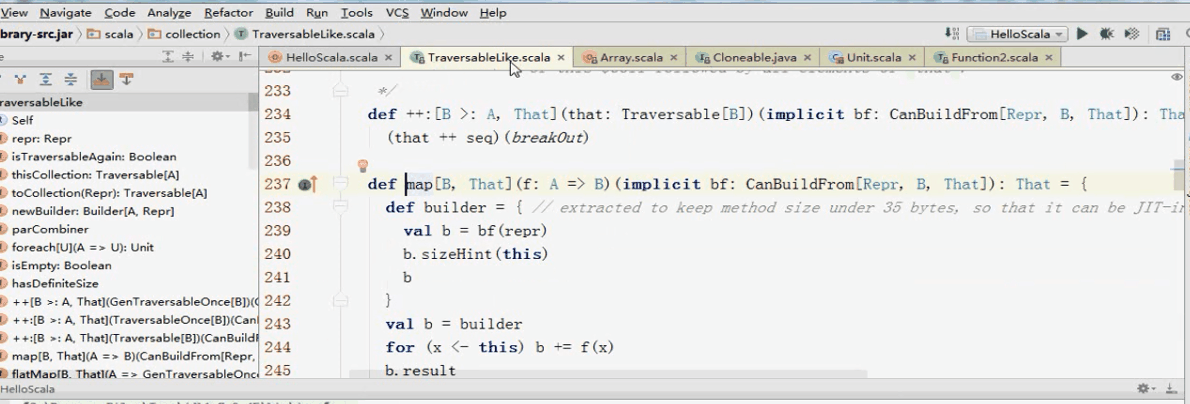 View Navigate Code Analyze Refactor Build Run Tools VCS Window Help
brary-src.jar scala collection TraversableLike.scala HelloScala
HelloScala.scala TraversableLike.scala Array.scala Cloneable.java Unit.scala Function2.scala
raversableLike
Self
repr: Repr
isTraversableAgain: Boolean
thisCollection: Traversable[A]
toCollection(Repr): Traversable[A]
newBuilder: Builder[A, Repr]
parCombiner
foreach[U](A => U): Unit
isEmpty: Boolean
hasDefiniteSize
++[B >: A, That](GenTraversableOnce[B])(C
++:[B >: A, That](TraversableOnce[B])(Can
++:[B >: A, That](Traversable[B])(CanBuildF
map[B, That](A => B)(CanBuildFrom[Repr,
flatMap[B, That](A => GenTraversableOnc
233 */
234 def ++:[B >: A, That](that: Traversable[B])(implicit bf: CanBuildFrom[Repr, B, That]): Tha
235 (that ++ seq)(breakOut)
236
237 def map[B, That](f: A => B)(implicit bf: CanBuildFrom[Repr, B, That]): That = {
238 def builder = { // extracted to keep method size under 35 bytes, so that it can be JIT-in
239 val b = bf(repr)
240 b.sizeHint(this)
241 b
242 }
243 val b = builder
244 for (x <- this) b += f(x)
245 b.result
HelloScala